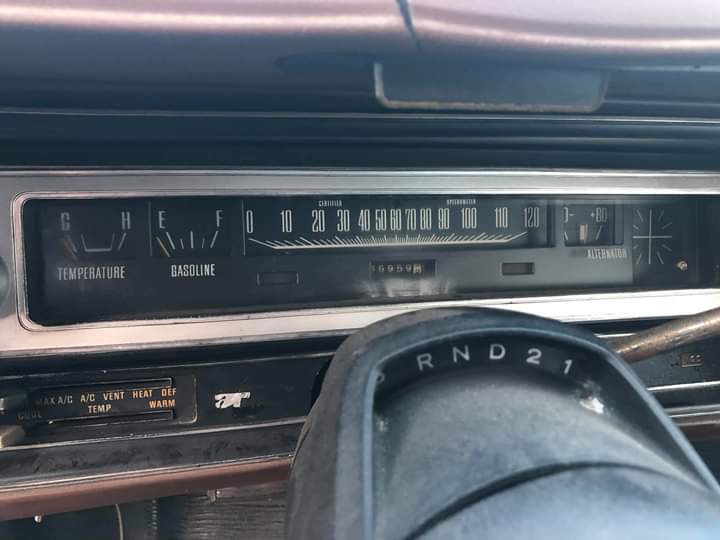 CERTIFIED SPEEDOMETER
C H E F 0 10 20 30 40 50 60 70 80 90 100 110 120 +80
TEMPERATURE GASOLINE ALTERNATOR
R N D 2 1
MAX A/C A/C VENT HEAT DEF
COOL TEMP WARM